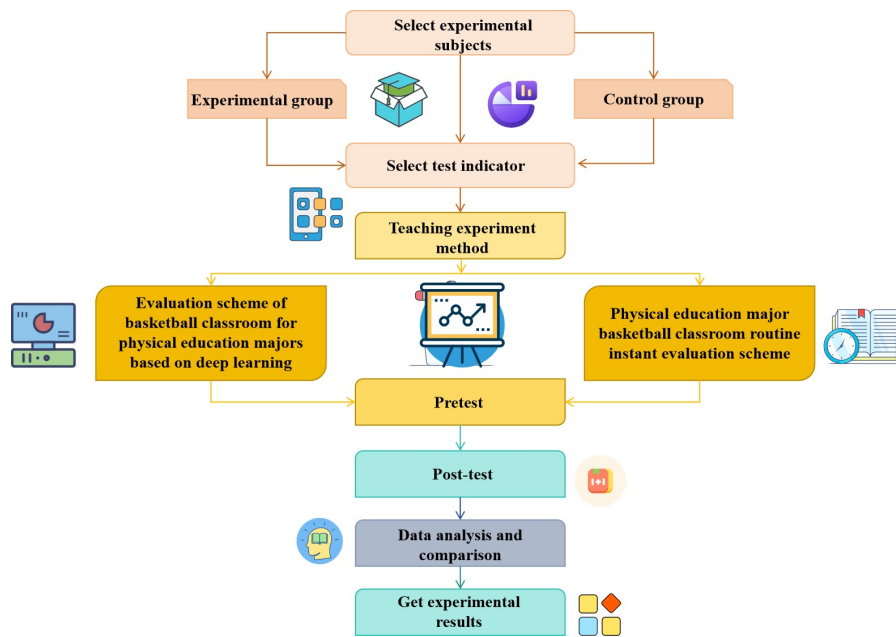 Select experimental
subjects
Experimental group
Control group
Select test indicator
Teaching experiment
method
Evaluation scheme of
basketball classroom for
physical education majors
based on deep learning
Physical education major
basketball classroom routine
instant evaluation scheme
Pretest
Post-test
Data analysis and
comparison
Get experimental
results